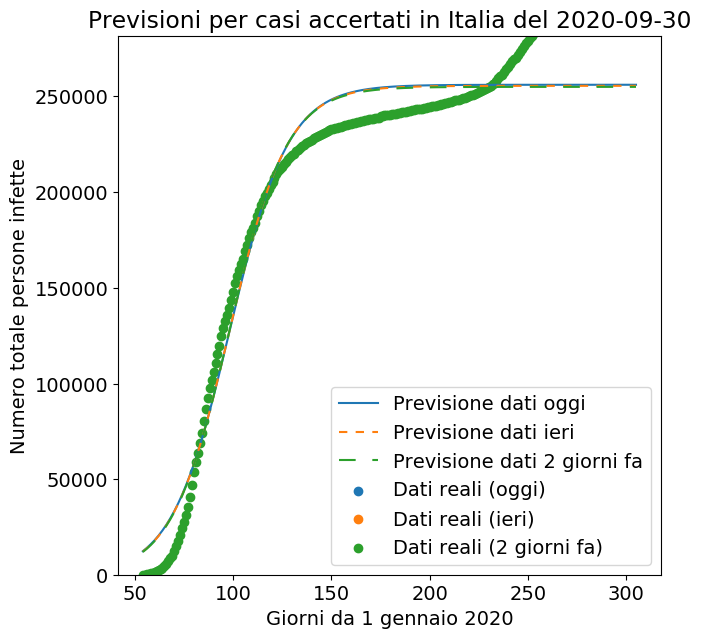 Previsioni per casi accertati in Italia del 2020-09-30
Numero totale persone infette
250000
200000
150000
100000
50000
0
Previsione dati oggi
Previsione dati ieri
Previsione dati 2 giorni fa
Dati reali (oggi)
Dati reali (ieri)
Dati reali (2 giorni fa)
50 100 150 200 250 300
Giorni da 1 gennaio 2020